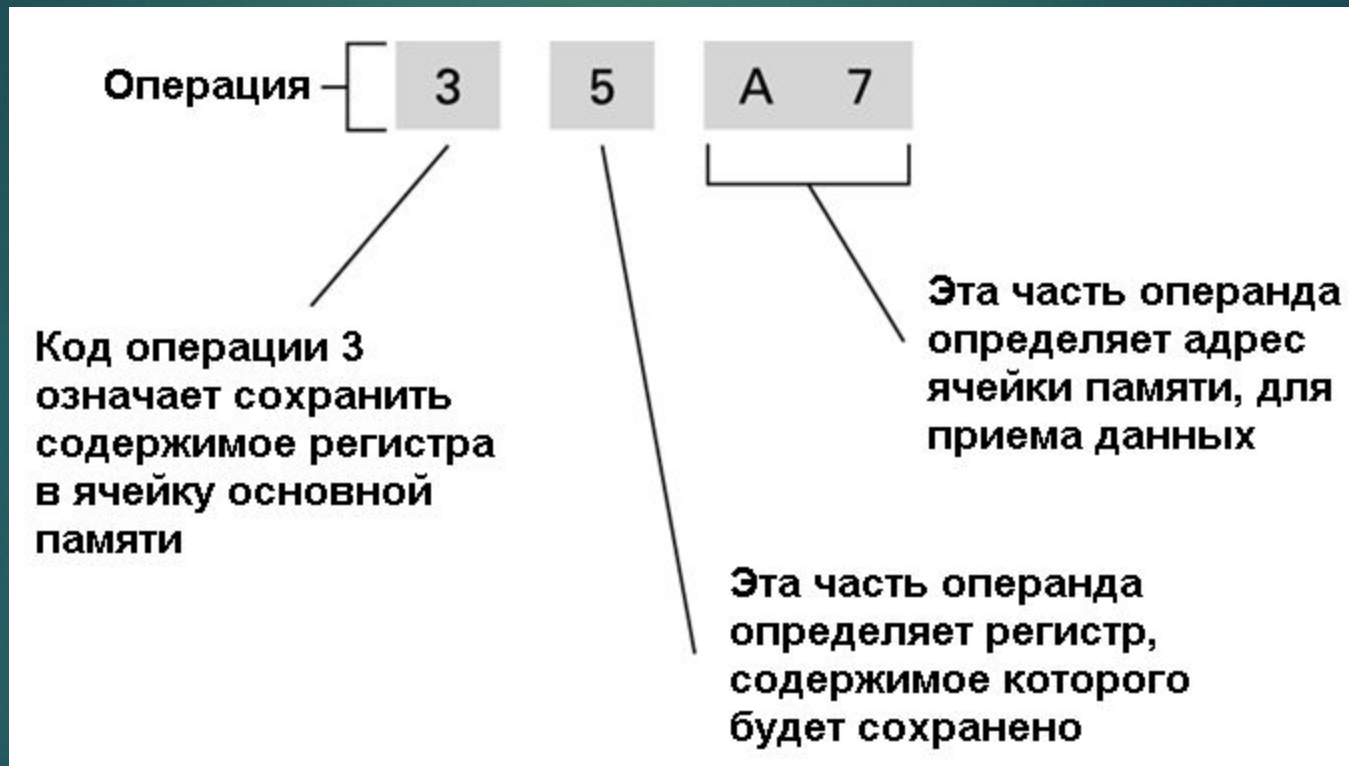 Операция 3 5 А 7
Код операции 3
означает сохранить
содержимое регистра
в ячейку основной
памяти
Эта часть операнда
определяет адрес
ячейки памяти, для
приема данных
Эта часть операнда
определяет регистр,
содержимое которого
будет сохранено